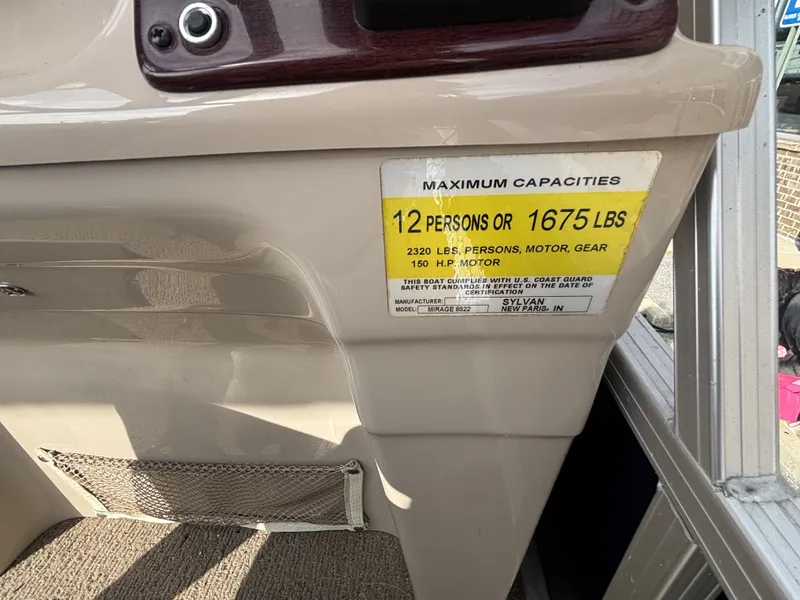 MAXIMUM CAPACITIES
12 PERSONS OR 1675 LBS
2320 LBS, PERSONS, MOTOR, GEAR
150 H.P. MOTOR
THIS BOAT COMPLIES WITH U.S. COAST GUARD
SAFETY STANDARDS IN EFFECT ON THE DATE OF
CERTIFICATION
MANUFACTURER: SYLVAN
MODEL: MIRAGE 8522 NEW PARIS, IN